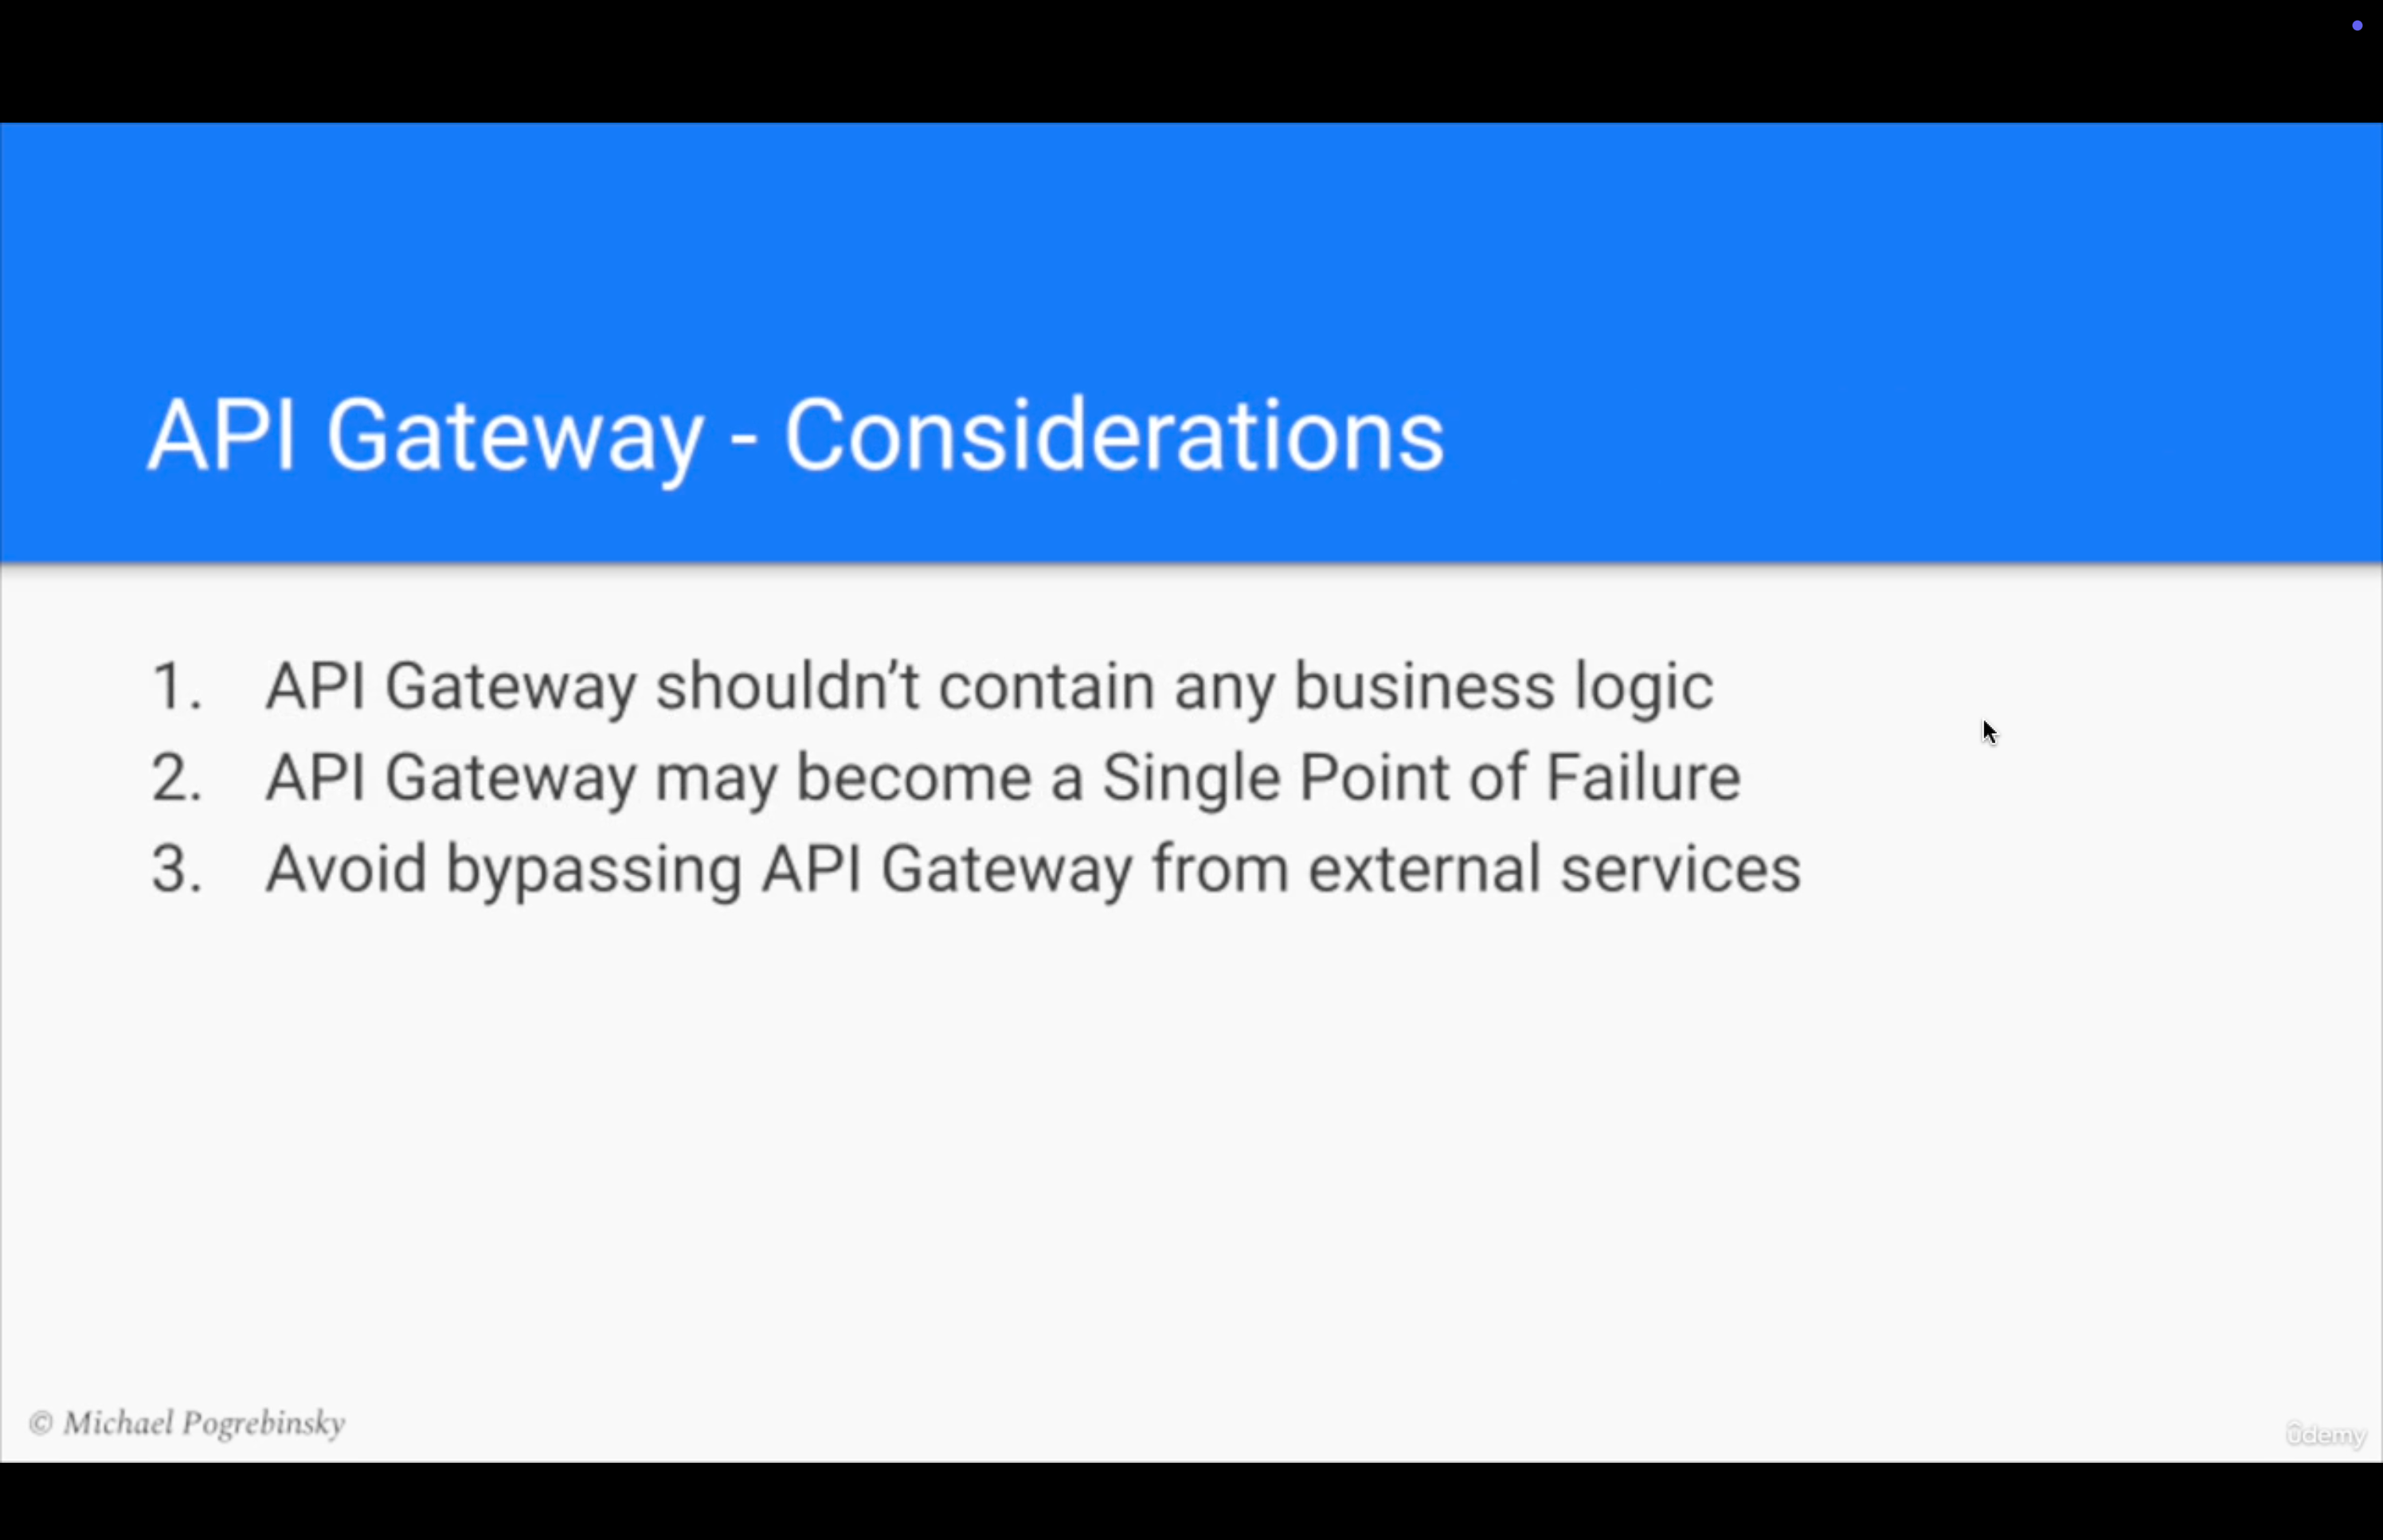 API Gateway - Considerations
1. API Gateway shouldn’t contain any business logic
2. API Gateway may become a Single Point of Failure
3. Avoid bypassing API Gateway from external services
© Michael Pogrebinsky
ûdemy